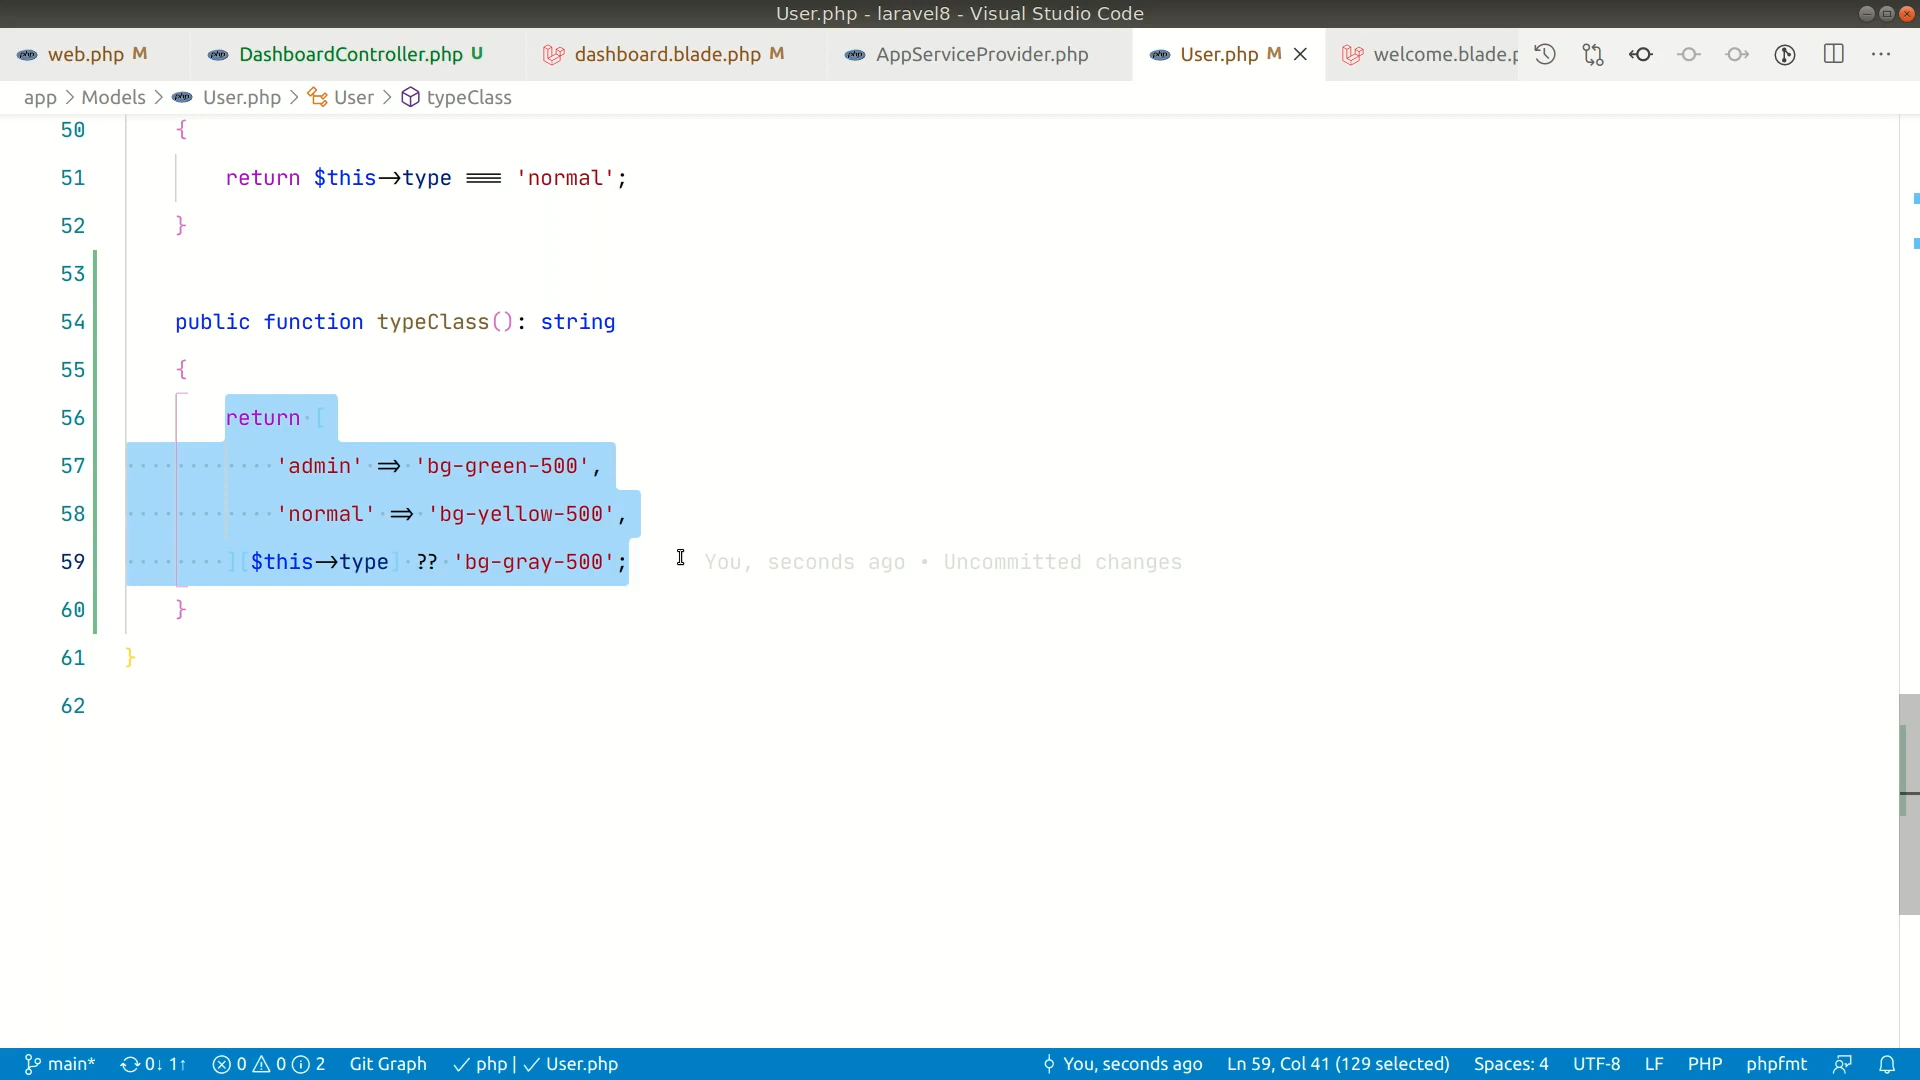 User.php - laravel8 - Visual Studio Code
web.php M DashboardController.php U dashboard.blade.php M AppServiceProvider.php User.php M welcome.blade.p
app > Models > User.php > User > typeClass
50 {
51 return $this->type === 'normal';
52 }
53
54 public function typeClass(): string
55 {
56 return [
57 'admin' => 'bg-green-500',
58 'normal' => 'bg-yellow-500',
59 ][$this->type] ?? 'bg-gray-500'; You, seconds ago • Uncommitted changes
60 }
61 }
62
main* 0↓ 1↑ 0 0 2 Git Graph ✓ php | ✓ User.php You, seconds ago Ln 59, Col 41 (129 selected) Spaces: 4 UTF-8 LF PHP phpfmt